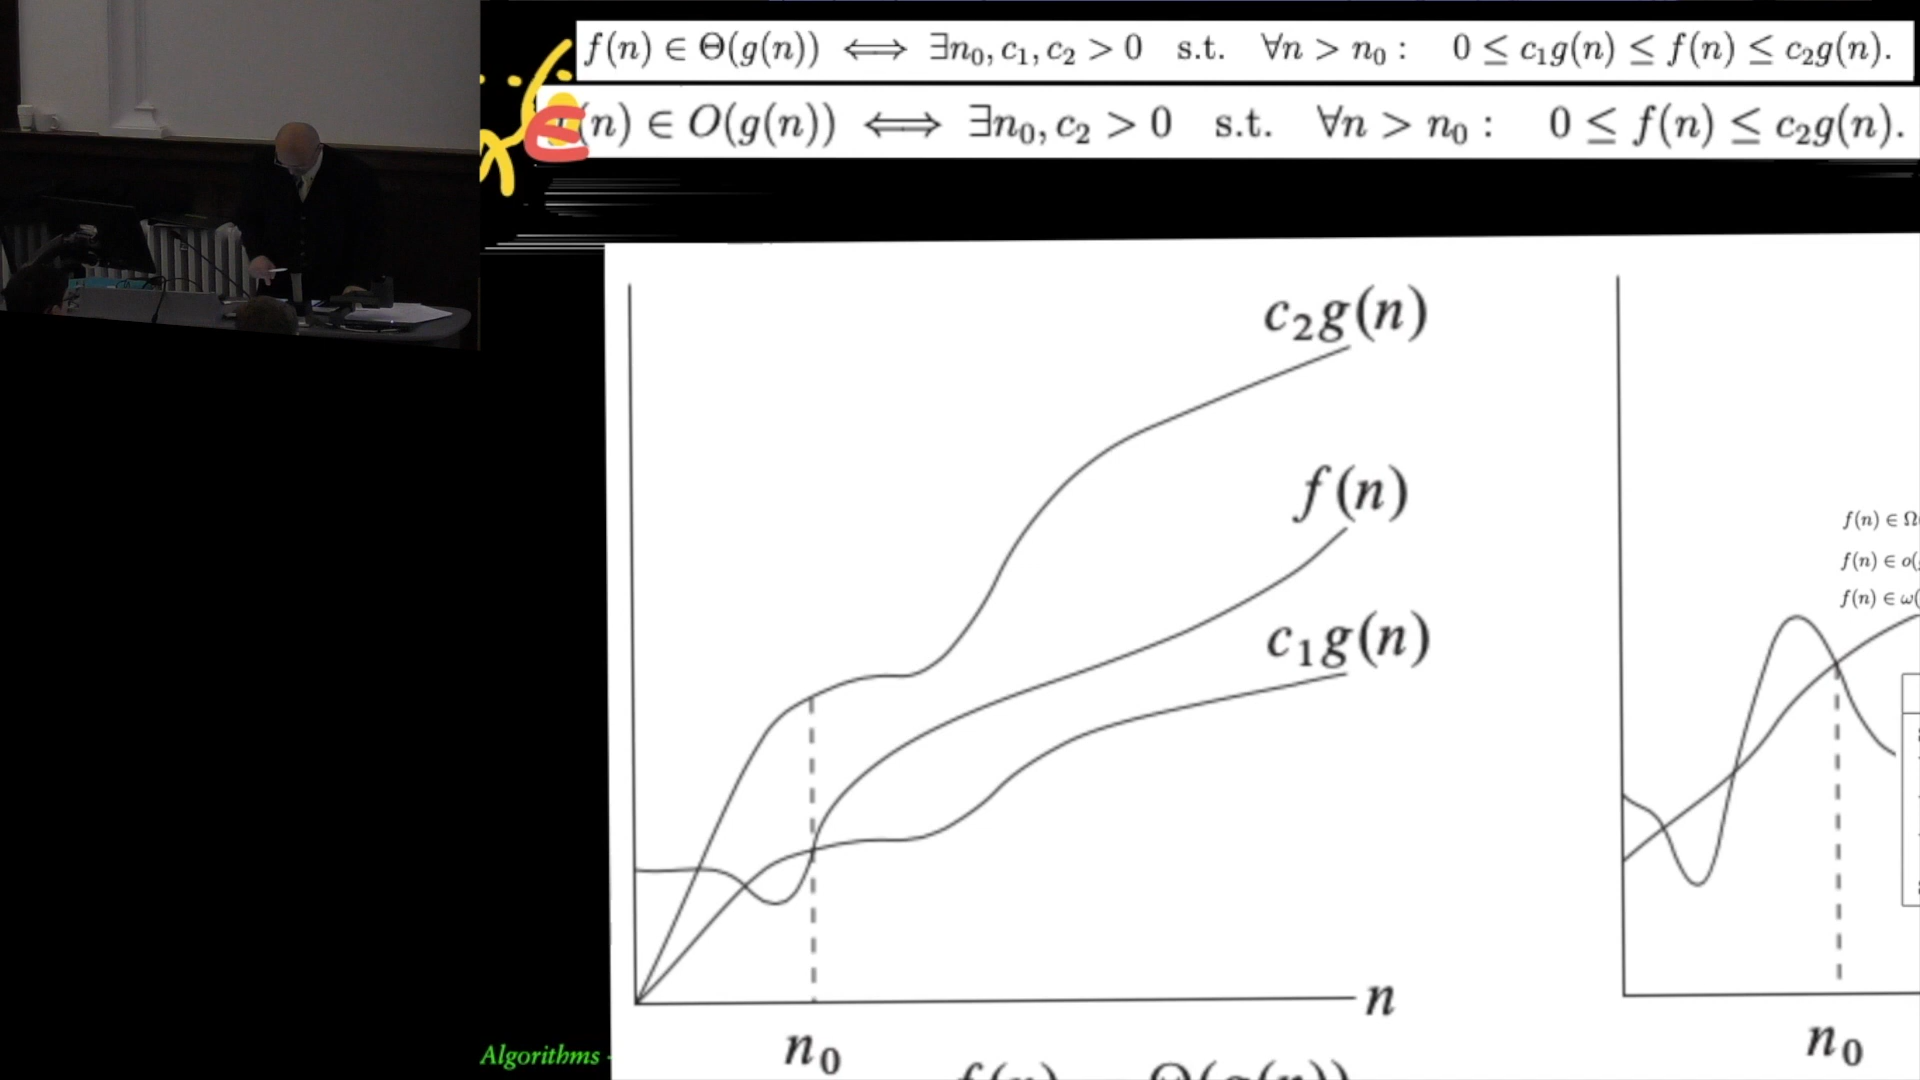 f(n) ∈ Θ(g(n)) ⟺ ∃n₀, c₁, c₂ > 0 s.t. ∀n > n₀ : 0 ≤ c₁g(n) ≤ f(n) ≤ c₂g(n).
(n) ∈ O(g(n)) ⟺ ∃n₀, c₂ > 0 s.t. ∀n > n₀ : 0 ≤ f(n) ≤ c₂g(n).
c₂g(n)
f(n)
c₁g(n)
n
n₀
f(n) ∈ Ω
f(n) ∈ o(
f(n) ∈ ω(
n₀
Algorithms